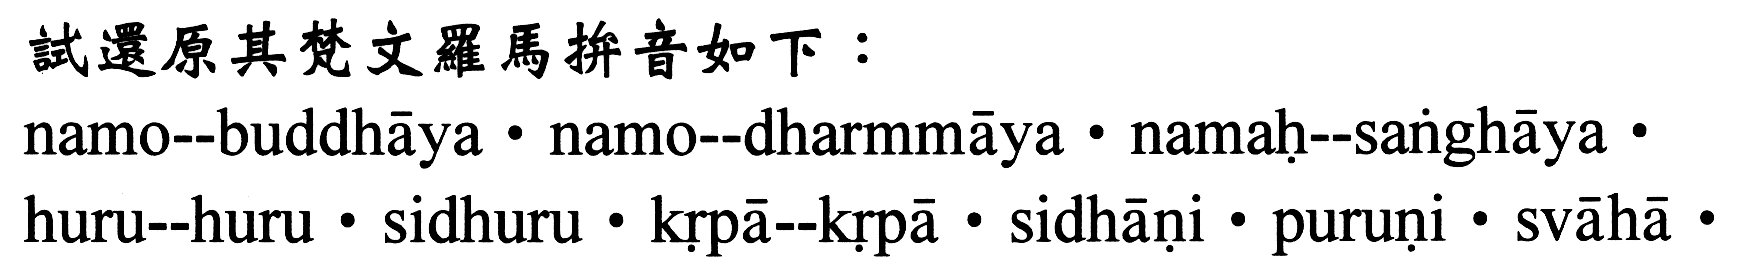 試還原其梵文羅馬拚音如下：
namo--buddhāya・namo--dharmmāya・namaḥ--saṅghāya・
huru--huru・sidhuru・kṛpā--kṛpā・sidhāṇi・puruṇi・svāhā・